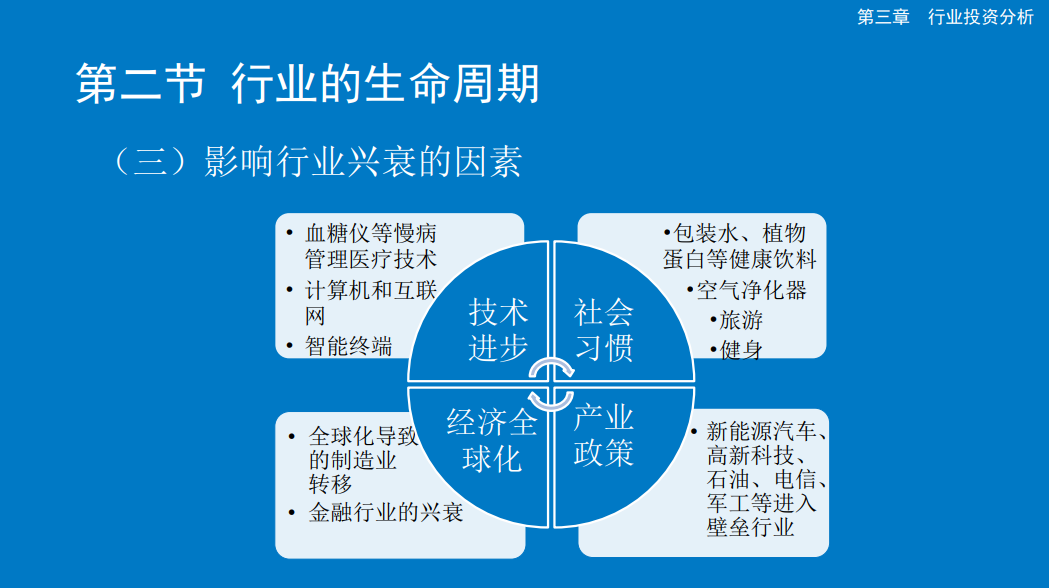 第三章 行业投资分析
第二节 行业的生命周期
（三）影响行业兴衰的因素
• 血糖仪等慢病
管理医疗技术
• 计算机和互联
网
• 智能终端
技术
进步
•包装水、植物
蛋白等健康饮料
•空气净化器
•旅游
•健身
社会
习惯
• 全球化导致
的制造业
转移
• 金融行业的兴衰
经济全
球化
产业
政策
• 新能源汽车、
高新科技、
石油、电信、
军工等进入
壁垒行业